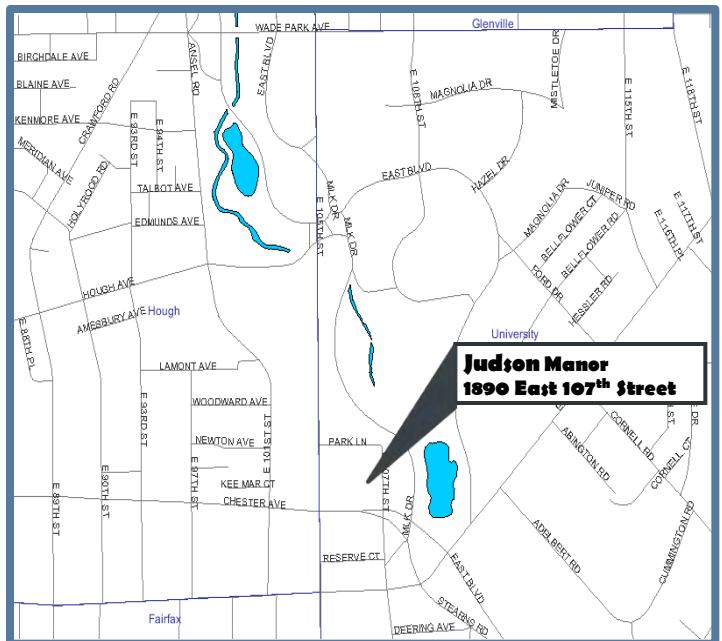 Glenville
WADE PARK AVE
BIRCHDALE AVE
ANSEL RD
EAST BLVD
E 108TH ST
MISTLETOE DR
E 118TH ST
BLAINE AVE
CRAWFORD RD
MAGNOLIA DR
E 115TH ST
KENMORE AVE
E 93RD ST
E 94TH ST
MERIDIAN AVE
HOLYROOD RD
TALBOT AVE
MLK DR
EAST BLVD
HAZEL DR
MAGNOLIA DR
JUNIPER RD
E 117TH ST
EDMUNDS AVE
E 105TH ST
MLK DR
BELLFLOWER CT
BELLFLOWER RD
E 116TH PL
FORD DR
HESSLER RD
HOUGH AVE
AMESBURY AVE
Hough
University
E 88TH PL
Judson Manor
1890 East 107th Street
LAMONT AVE
E 93RD ST
WOODWARD AVE
E 101ST ST
NEWTON AVE
PARK LN
CORNELL RD
ABINGTON RD
CORNELL CT
E 89TH ST
E 90TH ST
E 97TH ST
KEE MAR CT
CHESTER AVE
107TH ST
MLK DR
ADELBERT RD
CUMMINGTON RD
RESERVE CT
EAST BLVD
STEARNS RD
Fairfax
DEERING AVE